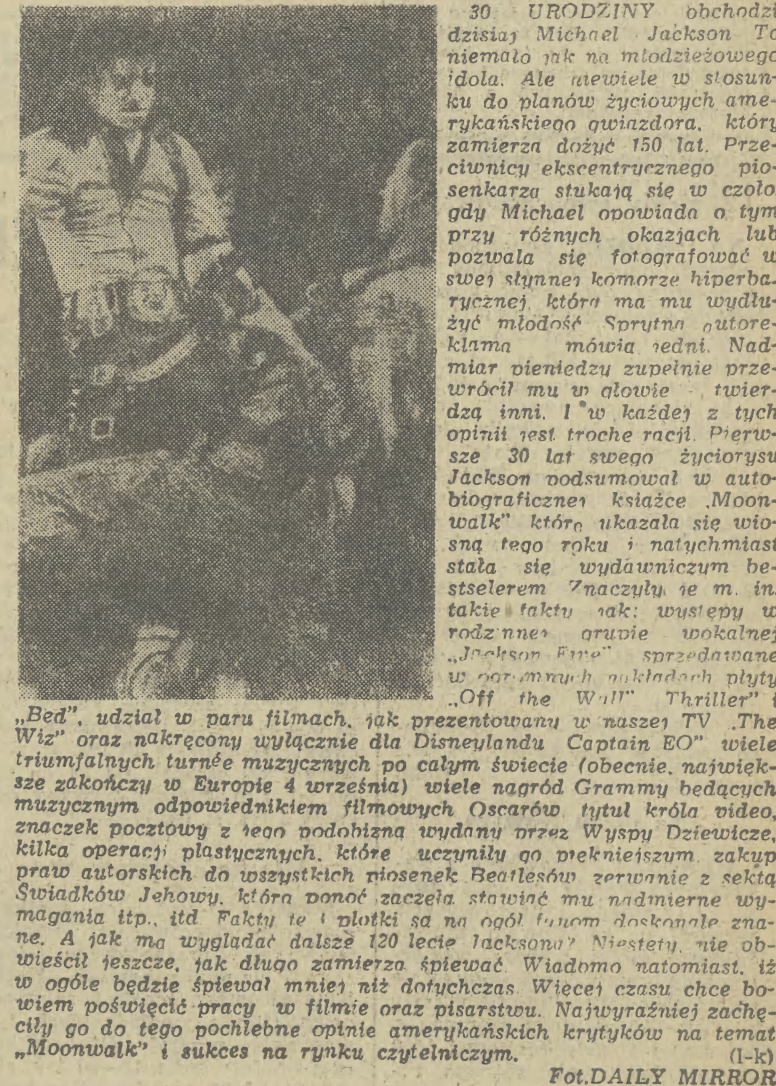 30 URODZINY obchodzi
dzisiaj Michael Jackson To
niemało jak na młodzieżowego
idola. Ale niewiele w stosun-
ku do planów życiowych ame-
rykańskiego gwiazdora, który
zamierza dożyć 150 lat. Prze-
ciwnicy ekscentrycznego pio-
senkarza stukają się w czoło,
gdy Michael opowiada o tym
przy różnych okazjach lub
pozwala się fotografować w
swej słynnej komorze hiperba-
rycznej, która ma mu wydłu-
żyć młodość Sprytna autore-
klama mówią jedni. Nad-
miar pieniędzy zupełnie prze-
wrócił mu w głowie - twier-
dzą inni. I w każdej z tych
opinii jest trochę racji. Pierw-
sze 30 lat swego życiorysu
Jackson podsumował w auto-
biograficznej książce „Moon-
walk" która ukazała się wio-
sną tego roku i natychmiast
stała się wydawniczym be-
stselerem Znaczyły je m. in.
takie fakty jak: występy w
rodzinnej grupie wokalnej
„Jackson Five" sprzedawane
w ogromnych nakładach płyty
„Off the Wall" Thriller" i
„Bed", udział w paru filmach, jak prezentowany w naszej TV „The
Wiz" oraz nakręcony wyłącznie dla Disneylandu Captain EO" wiele
triumfalnych turnée muzycznych po całym świecie (obecnie, najwięk-
sze zakończy w Europie 4 września) wiele nagród Grammy będących
muzycznym odpowiednikiem filmowych Oscarów tytuł króla video,
znaczek pocztowy z jego podobizną wydany przez Wyspy Dziewicze,
kilka operacji plastycznych, które uczyniły go piękniejszym, zakup
praw autorskich do wszystkich piosenek Beatlesów zerwanie z sektą
Świadków Jehowy, która ponoć zaczęła stawiać mu nadmierne wy-
magania itp., itd Fakty te i plotki są na ogół fanom doskonale zna-
ne. A jak ma wyglądać dalsze 120 lecie Jacksona? Niestety, nie ob-
wieścił jeszcze, jak długo zamierza śpiewać. Wiadomo natomiast, iż
w ogóle będzie śpiewał mniej niż dotychczas Więcej czasu chce bo-
wiem poświęcić pracy w filmie oraz pisarstwu. Najwyraźniej zachę-
ciły go do tego pochlebne opinie amerykańskich krytyków na temat
„Moonwalk" i sukces na rynku czytelniczym. (l-k)
Fot.DAILY MIRROR